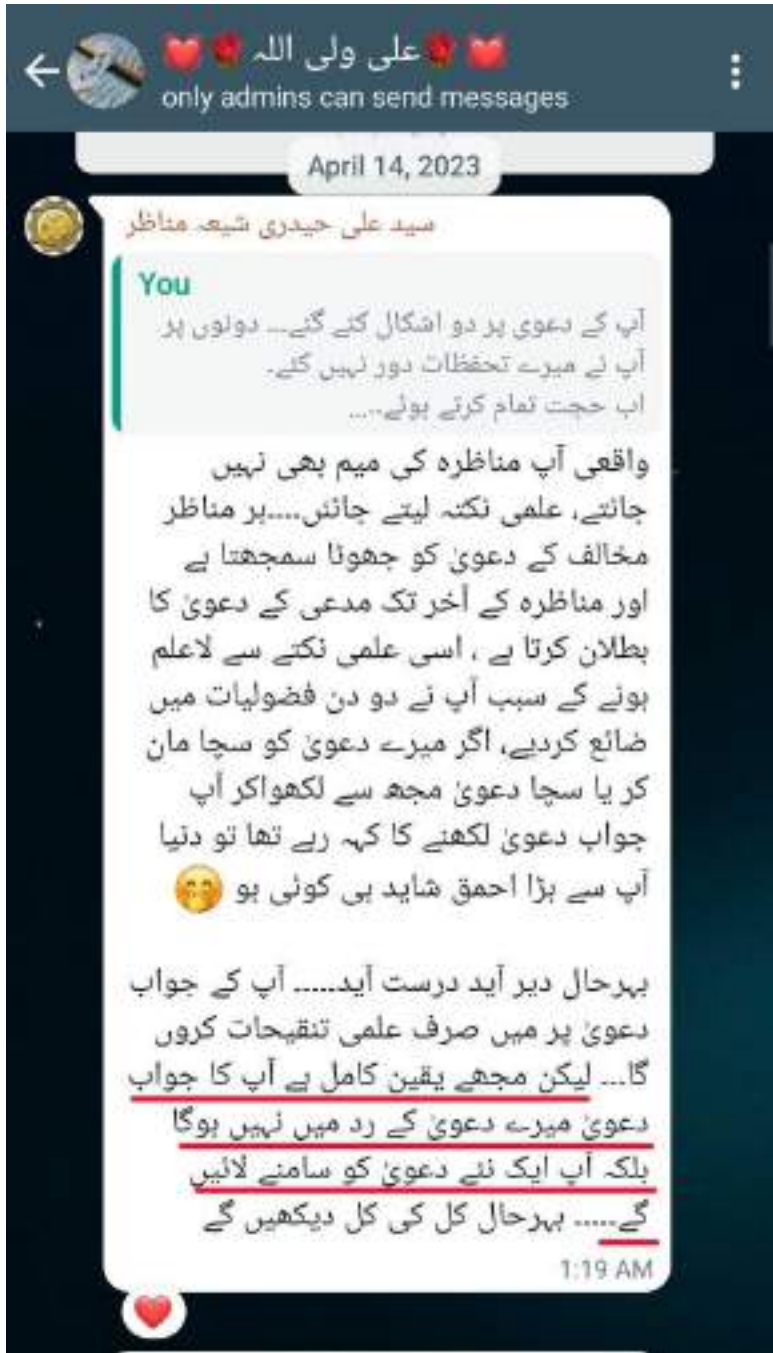 ❤️🌹علی ولی اللہ 🌹❤️
only admins can send messages
April 14, 2023
سید علی حیدری شیعہ مناظر
You
آپ کے دعوی پر دو اشکال کئے گئے... دونوں پر
آپ نے میرے تحفظات دور نہیں کئے۔
اب حجت تمام کرتے ہوئے.....
واقعی آپ مناظرہ کی میم بھی نہیں
جانتے، علمی نکتہ لیتے جائیں....ہر مناظر
مخالف کے دعویٰ کو جھوٹا سمجھتا ہے
اور مناظرہ کے آخر تک مدعی کے دعویٰ کا
بطلان کرتا ہے ، اسی علمی نکتے سے لاعلم
ہونے کے سبب آپ نے دو دن فضولیات میں
ضائع کردیے، اگر میرے دعویٰ کو سچا مان
کر یا سچا دعویٰ مجھ سے لکھواکر آپ
جواب دعویٰ لکھنے کا کہہ رہے تھا تو دنیا
آپ سے بڑا احمق شاید ہی کوئی ہو 🤭
بہرحال دیر آید درست آید..... آپ کے جواب
دعویٰ پر میں صرف علمی تنقیحات کروں
گا... لیکن مجھے یقین کامل ہے آپ کا جواب
دعویٰ میرے دعویٰ کے رد میں نہیں ہوگا
بلکہ آپ ایک نئے دعویٰ کو سامنے لائیں
گے..... بہرحال کل کی کل دیکھیں گے
1:19 AM